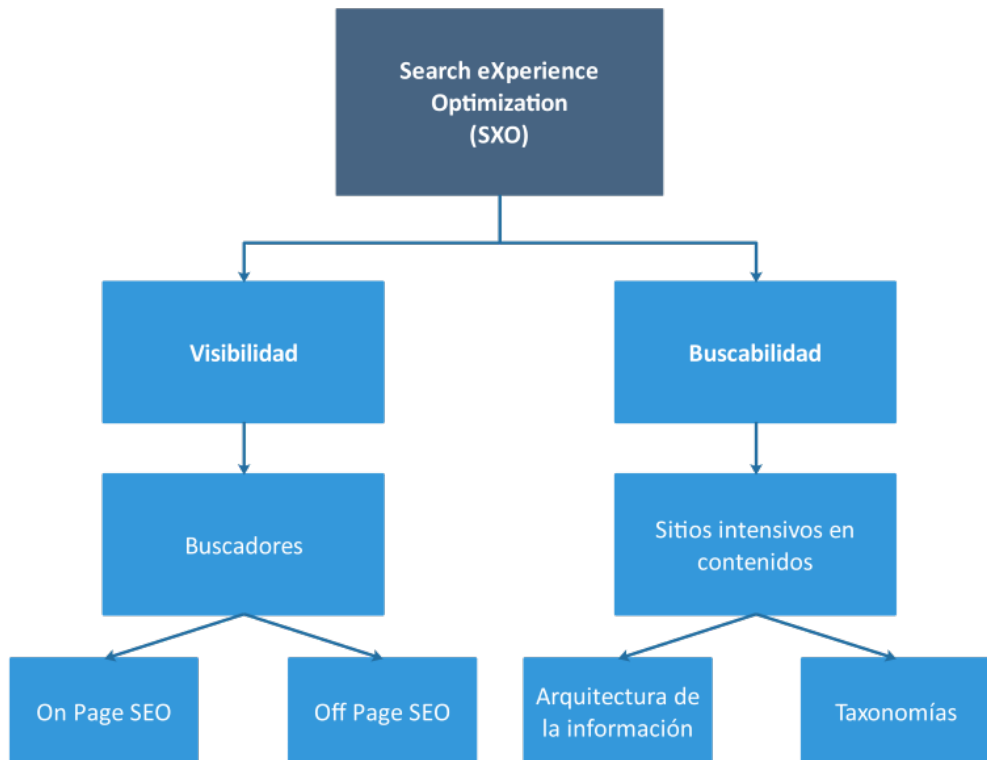 Search eXperience
Optimization
(SXO)
Visibilidad
Buscabilidad
Buscadores
Sitios intensivos en
contenidos
On Page SEO
Off Page SEO
Arquitectura de
la información
Taxonomías